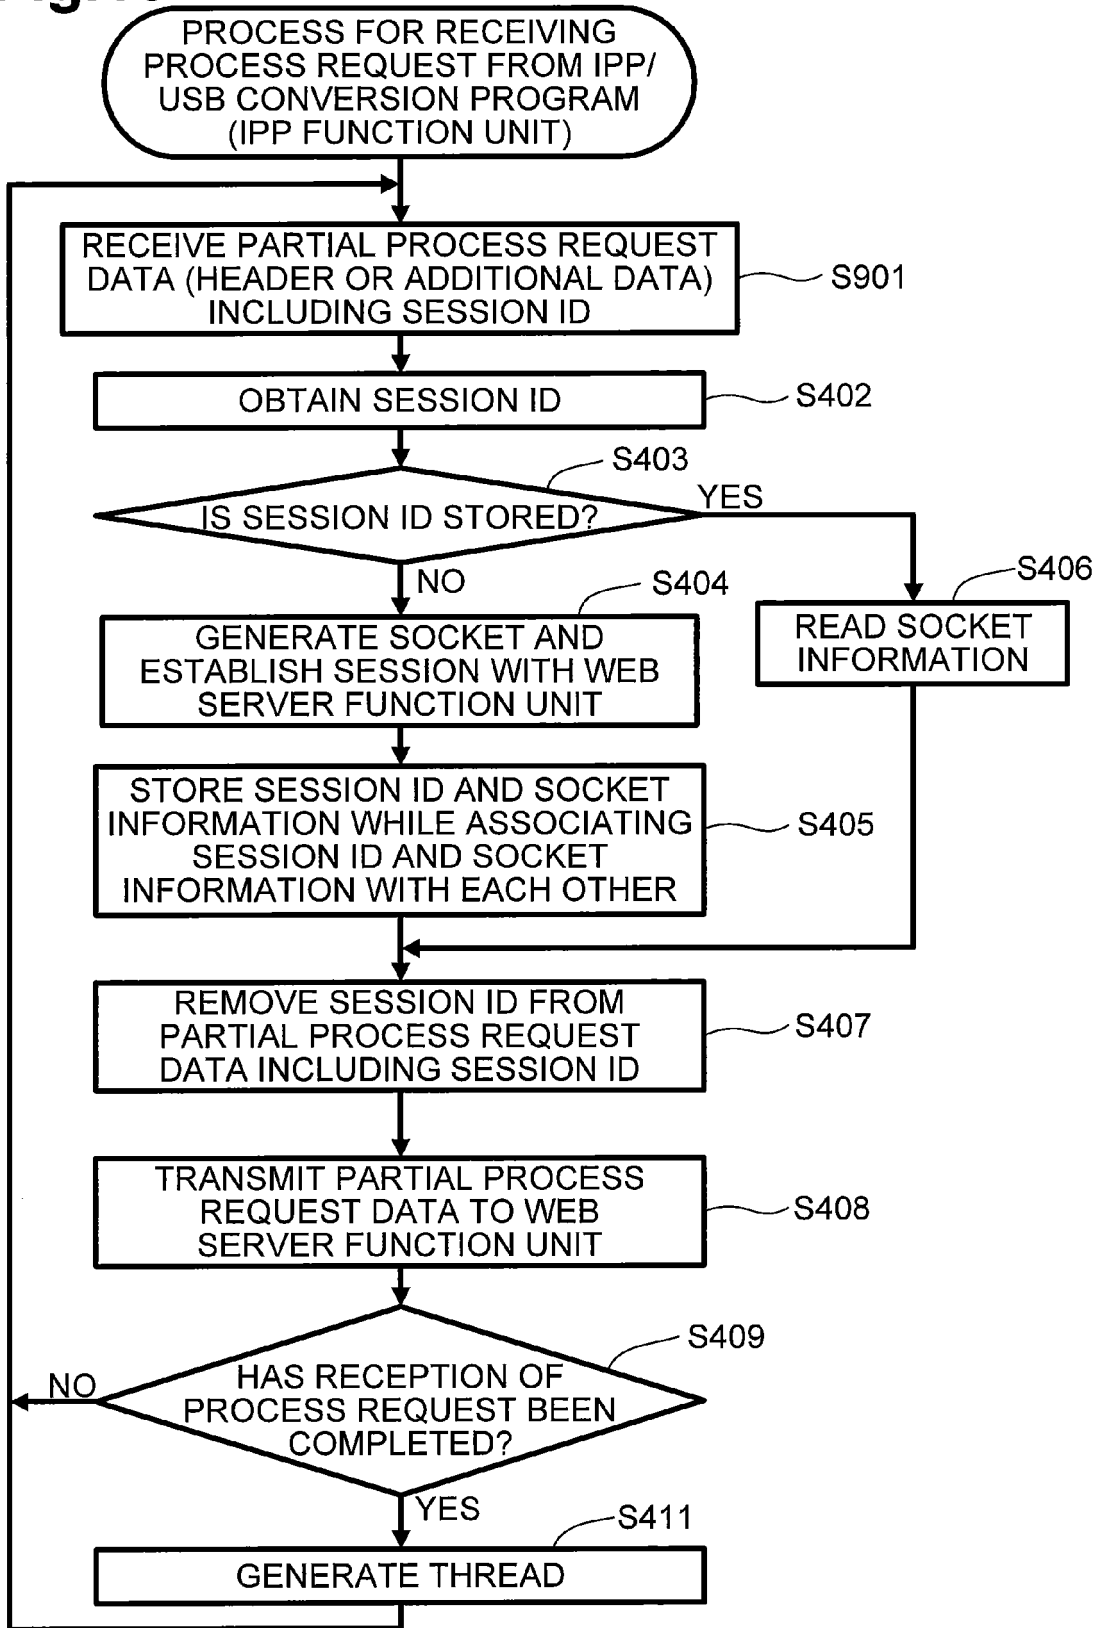 PROCESS FOR RECEIVING
PROCESS REQUEST FROM IPP/
USB CONVERSION PROGRAM
(IPP FUNCTION UNIT)
RECEIVE PARTIAL PROCESS REQUEST
DATA (HEADER OR ADDITIONAL DATA)
INCLUDING SESSION ID
S901
OBTAIN SESSION ID
S402
S403
IS SESSION ID STORED?
YES
NO
S404
GENERATE SOCKET AND
ESTABLISH SESSION WITH WEB
SERVER FUNCTION UNIT
S406
READ SOCKET
INFORMATION
STORE SESSION ID AND SOCKET
INFORMATION WHILE ASSOCIATING
SESSION ID AND SOCKET
INFORMATION WITH EACH OTHER
S405
REMOVE SESSION ID FROM
PARTIAL PROCESS REQUEST
DATA INCLUDING SESSION ID
S407
TRANSMIT PARTIAL PROCESS
REQUEST DATA TO WEB
SERVER FUNCTION UNIT
S408
S409
HAS RECEPTION OF
PROCESS REQUEST BEEN
COMPLETED?
NO
YES
S411
GENERATE THREAD